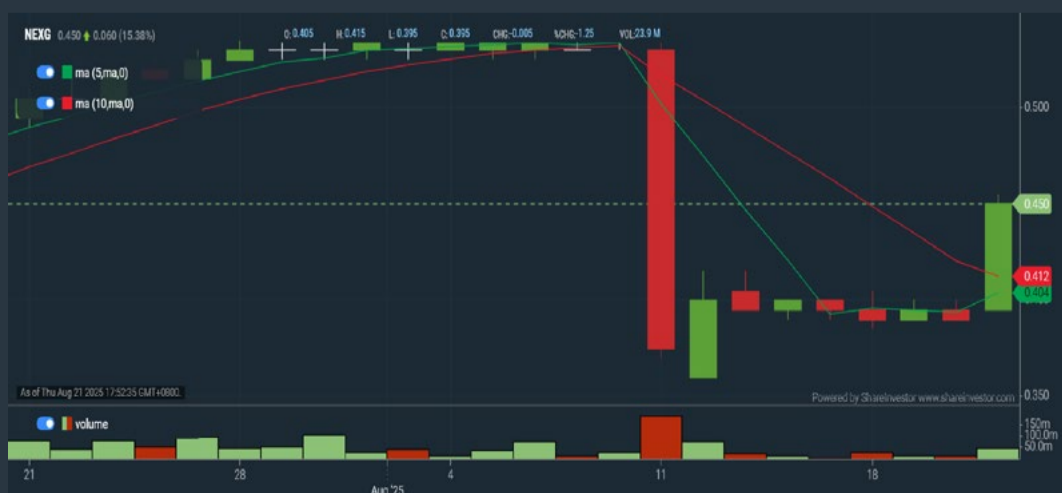 NEXG 0.450 0.060 (15.38%) O: 0.405 H: 0.415 L: 0.395 C: 0.395 CHG:-0.005 %CHG:-1.25 VOL:23.9 M
ma (5,ma,0)
ma (10,ma,0)
0.500
0.450
0.412
0.404
0.350
As of Thu Aug 21 2025 17:52:35 GMT+0800.
Powered by ShareInvestor www.shareinvestor.com
volume
150m
100.0m
50.0m
21 28 4 11 18
Aug '25